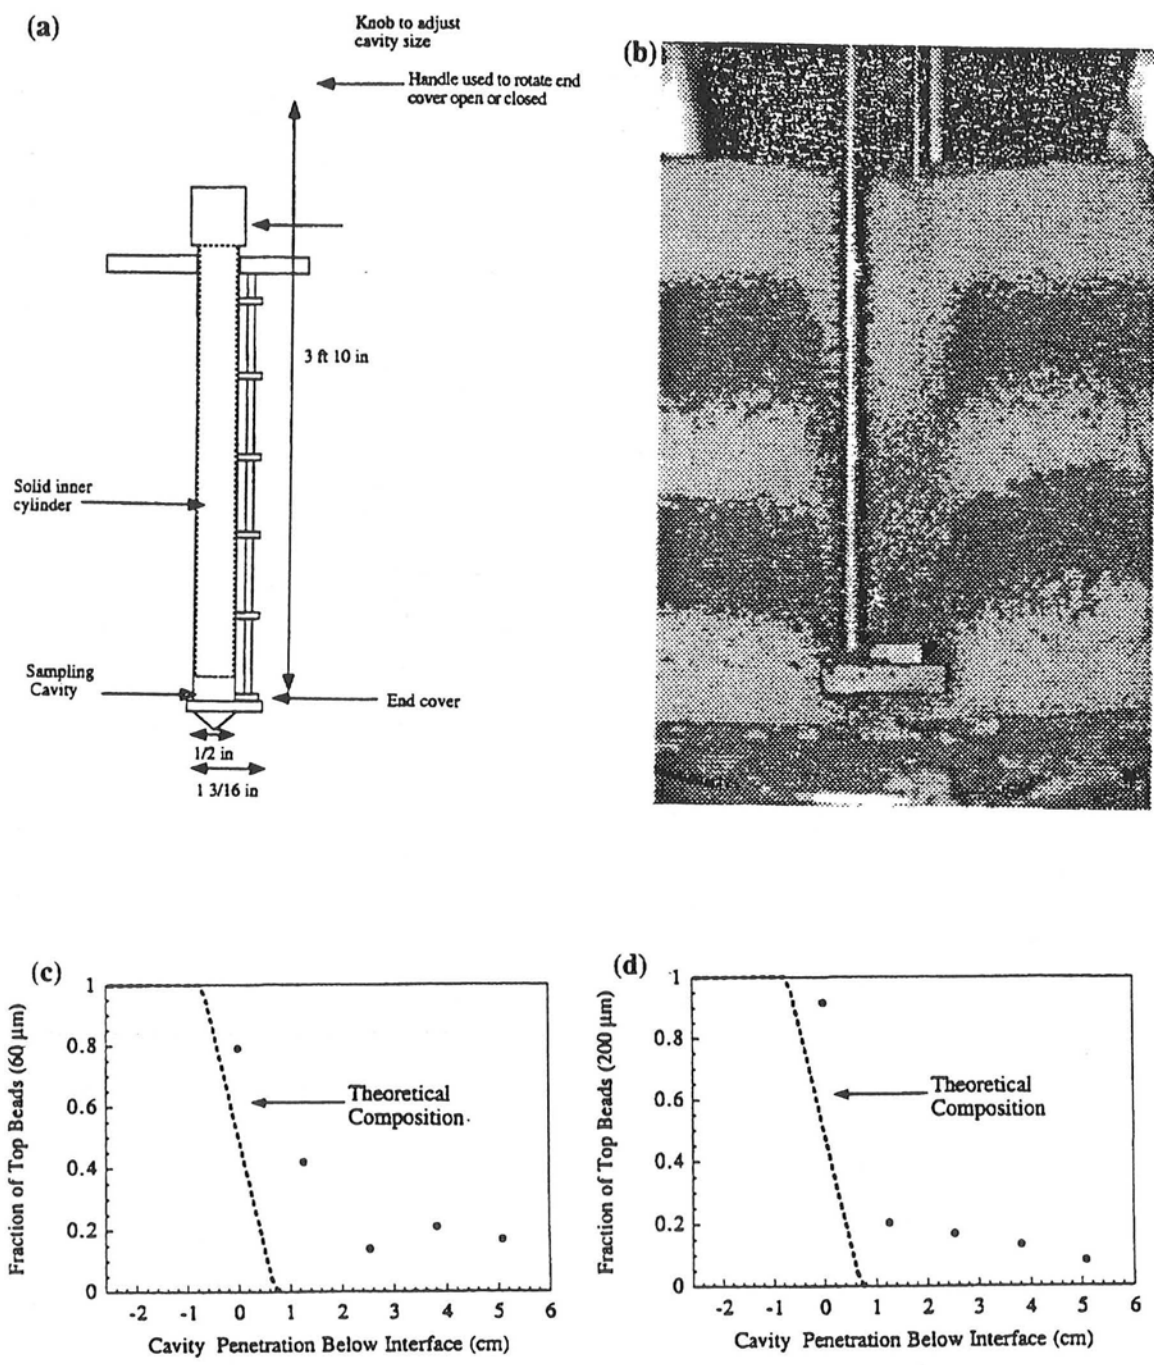 (a)
Knob to adjust
cavity size
Handle used to rotate end
cover open or closed
3 ft 10 in
Solid inner
cylinder
Sampling
Cavity
End cover
1/2 in
1 3/16 in
(b)
(c)
Fraction of Top Beads (60 μm)
1
0.8
0.6
0.4
0.2
0
Theoretical
Composition
-2 -1 0 1 2 3 4 5 6
Cavity Penetration Below Interface (cm)
(d)
Fraction of Top Beads (200 μm)
1
0.8
0.6
0.4
0.2
0
Theoretical
Composition
-2 -1 0 1 2 3 4 5 6
Cavity Penetration Below Interface (cm)